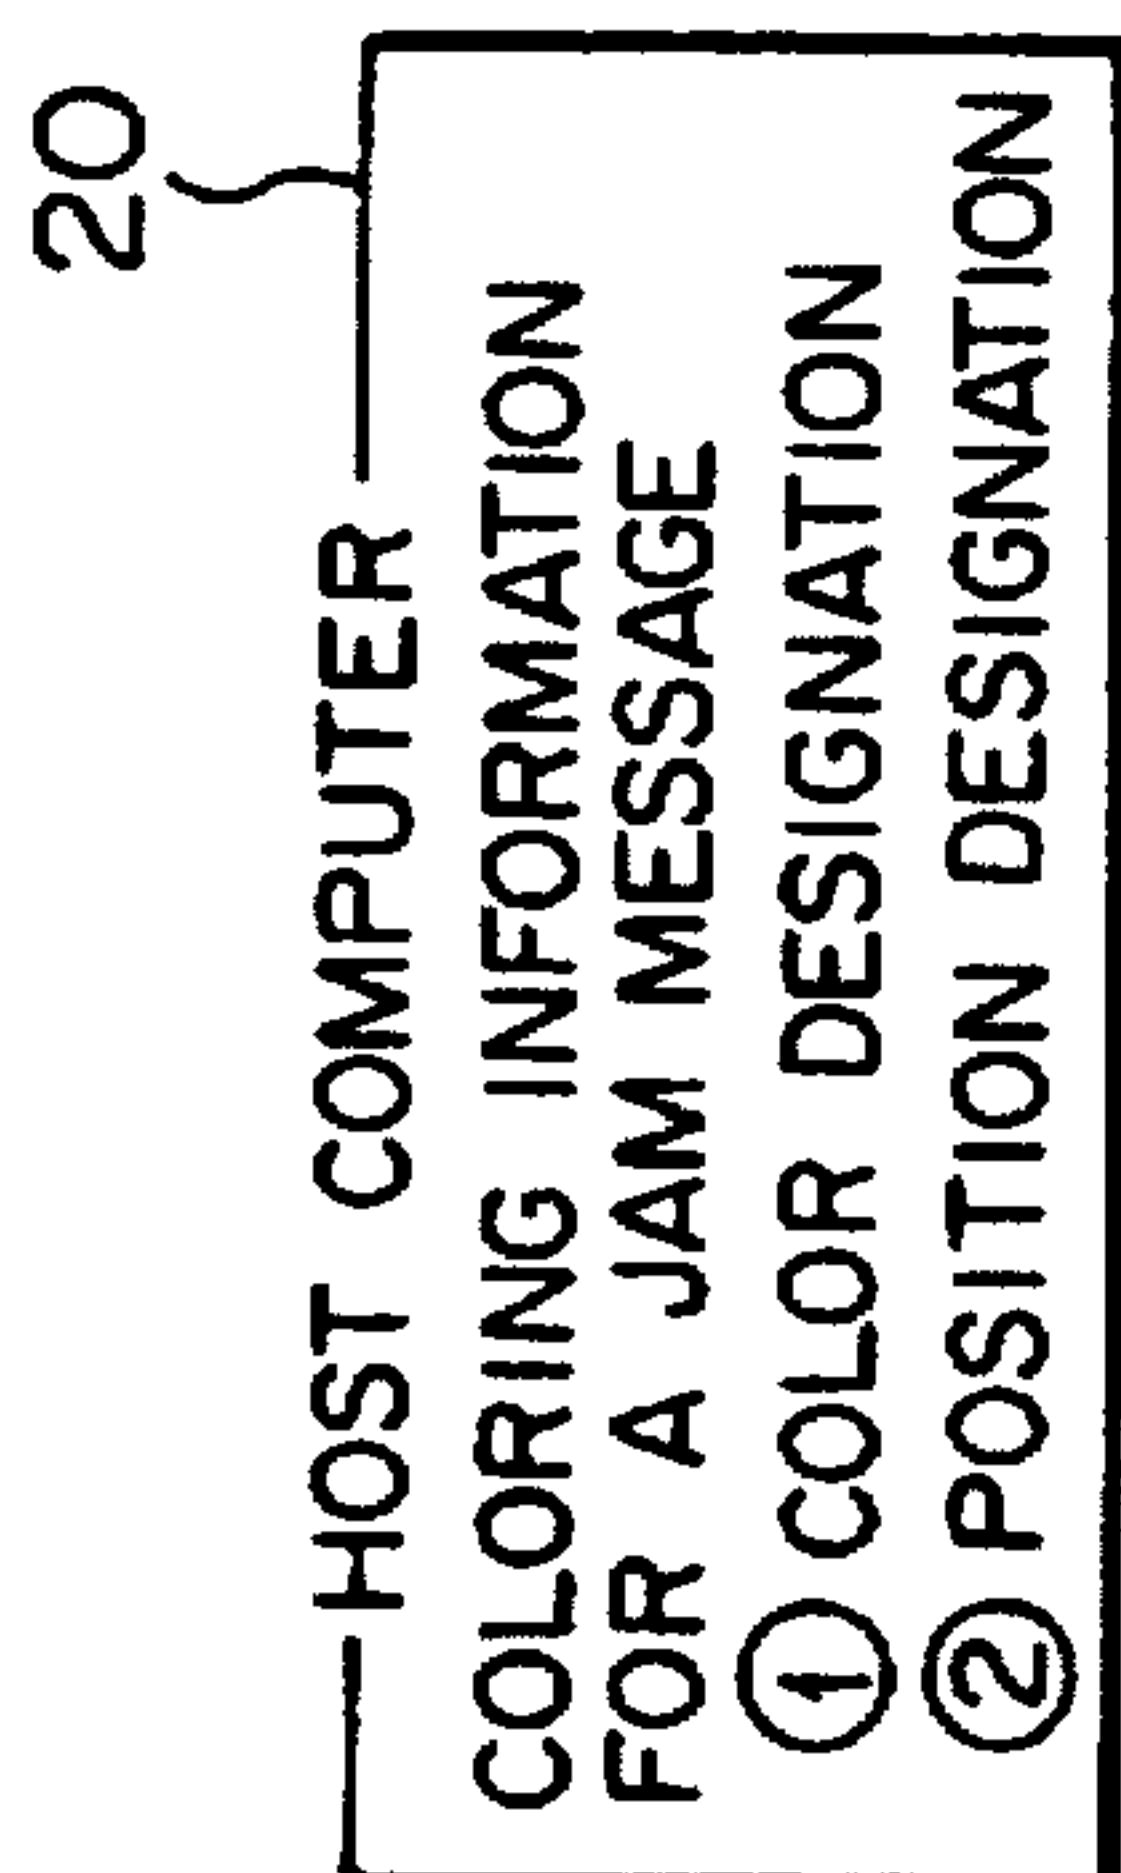 20
HOST COMPUTER
COLORING INFORMATION
FOR A JAM MESSAGE
① COLOR DESIGNATION
② POSITION DESIGNATION